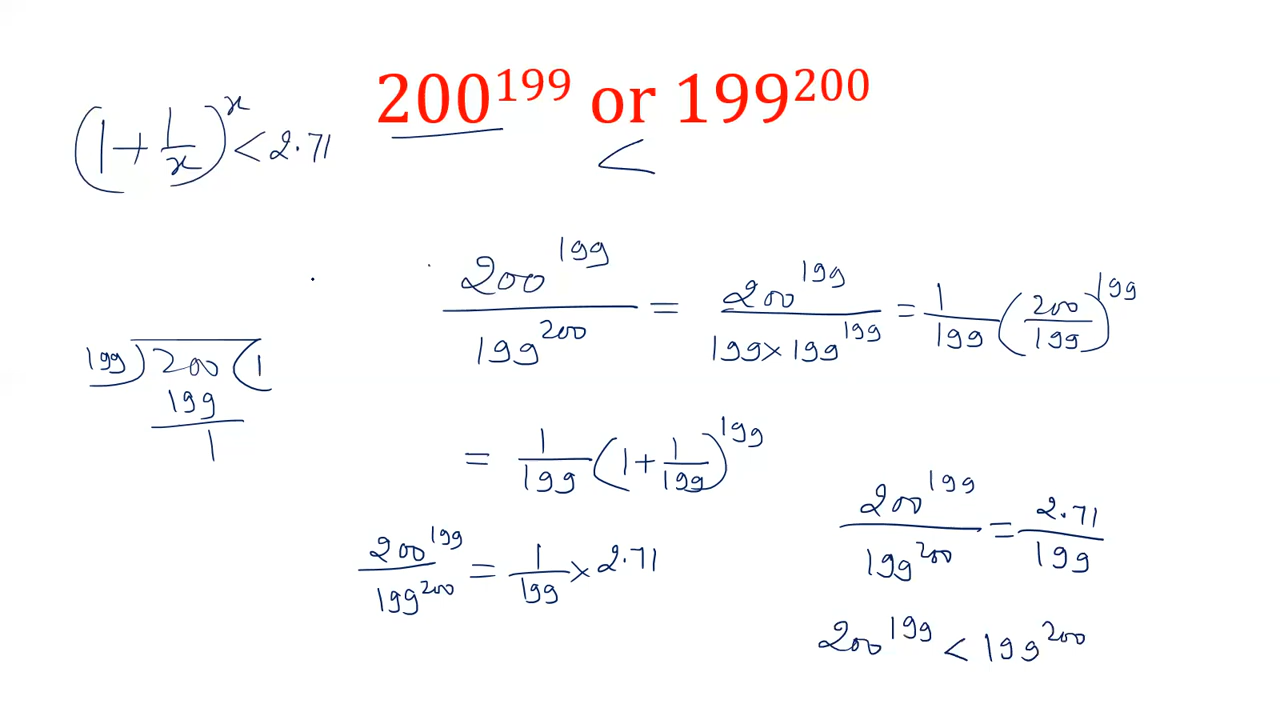 200^199 or 199^200
(1 + 1/x)^x < 2.71
<
200^199 / 199^200 = 200^199 / (199 × 199^199) = 1/199 (200/199)^199
199 ) 200 ( 1
199
1
= 1/199 (1 + 1/199)^199
200^199 / 199^200 = 1/199 × 2.71
200^199 / 199^200 = 2.71 / 199
200^199 < 199^200